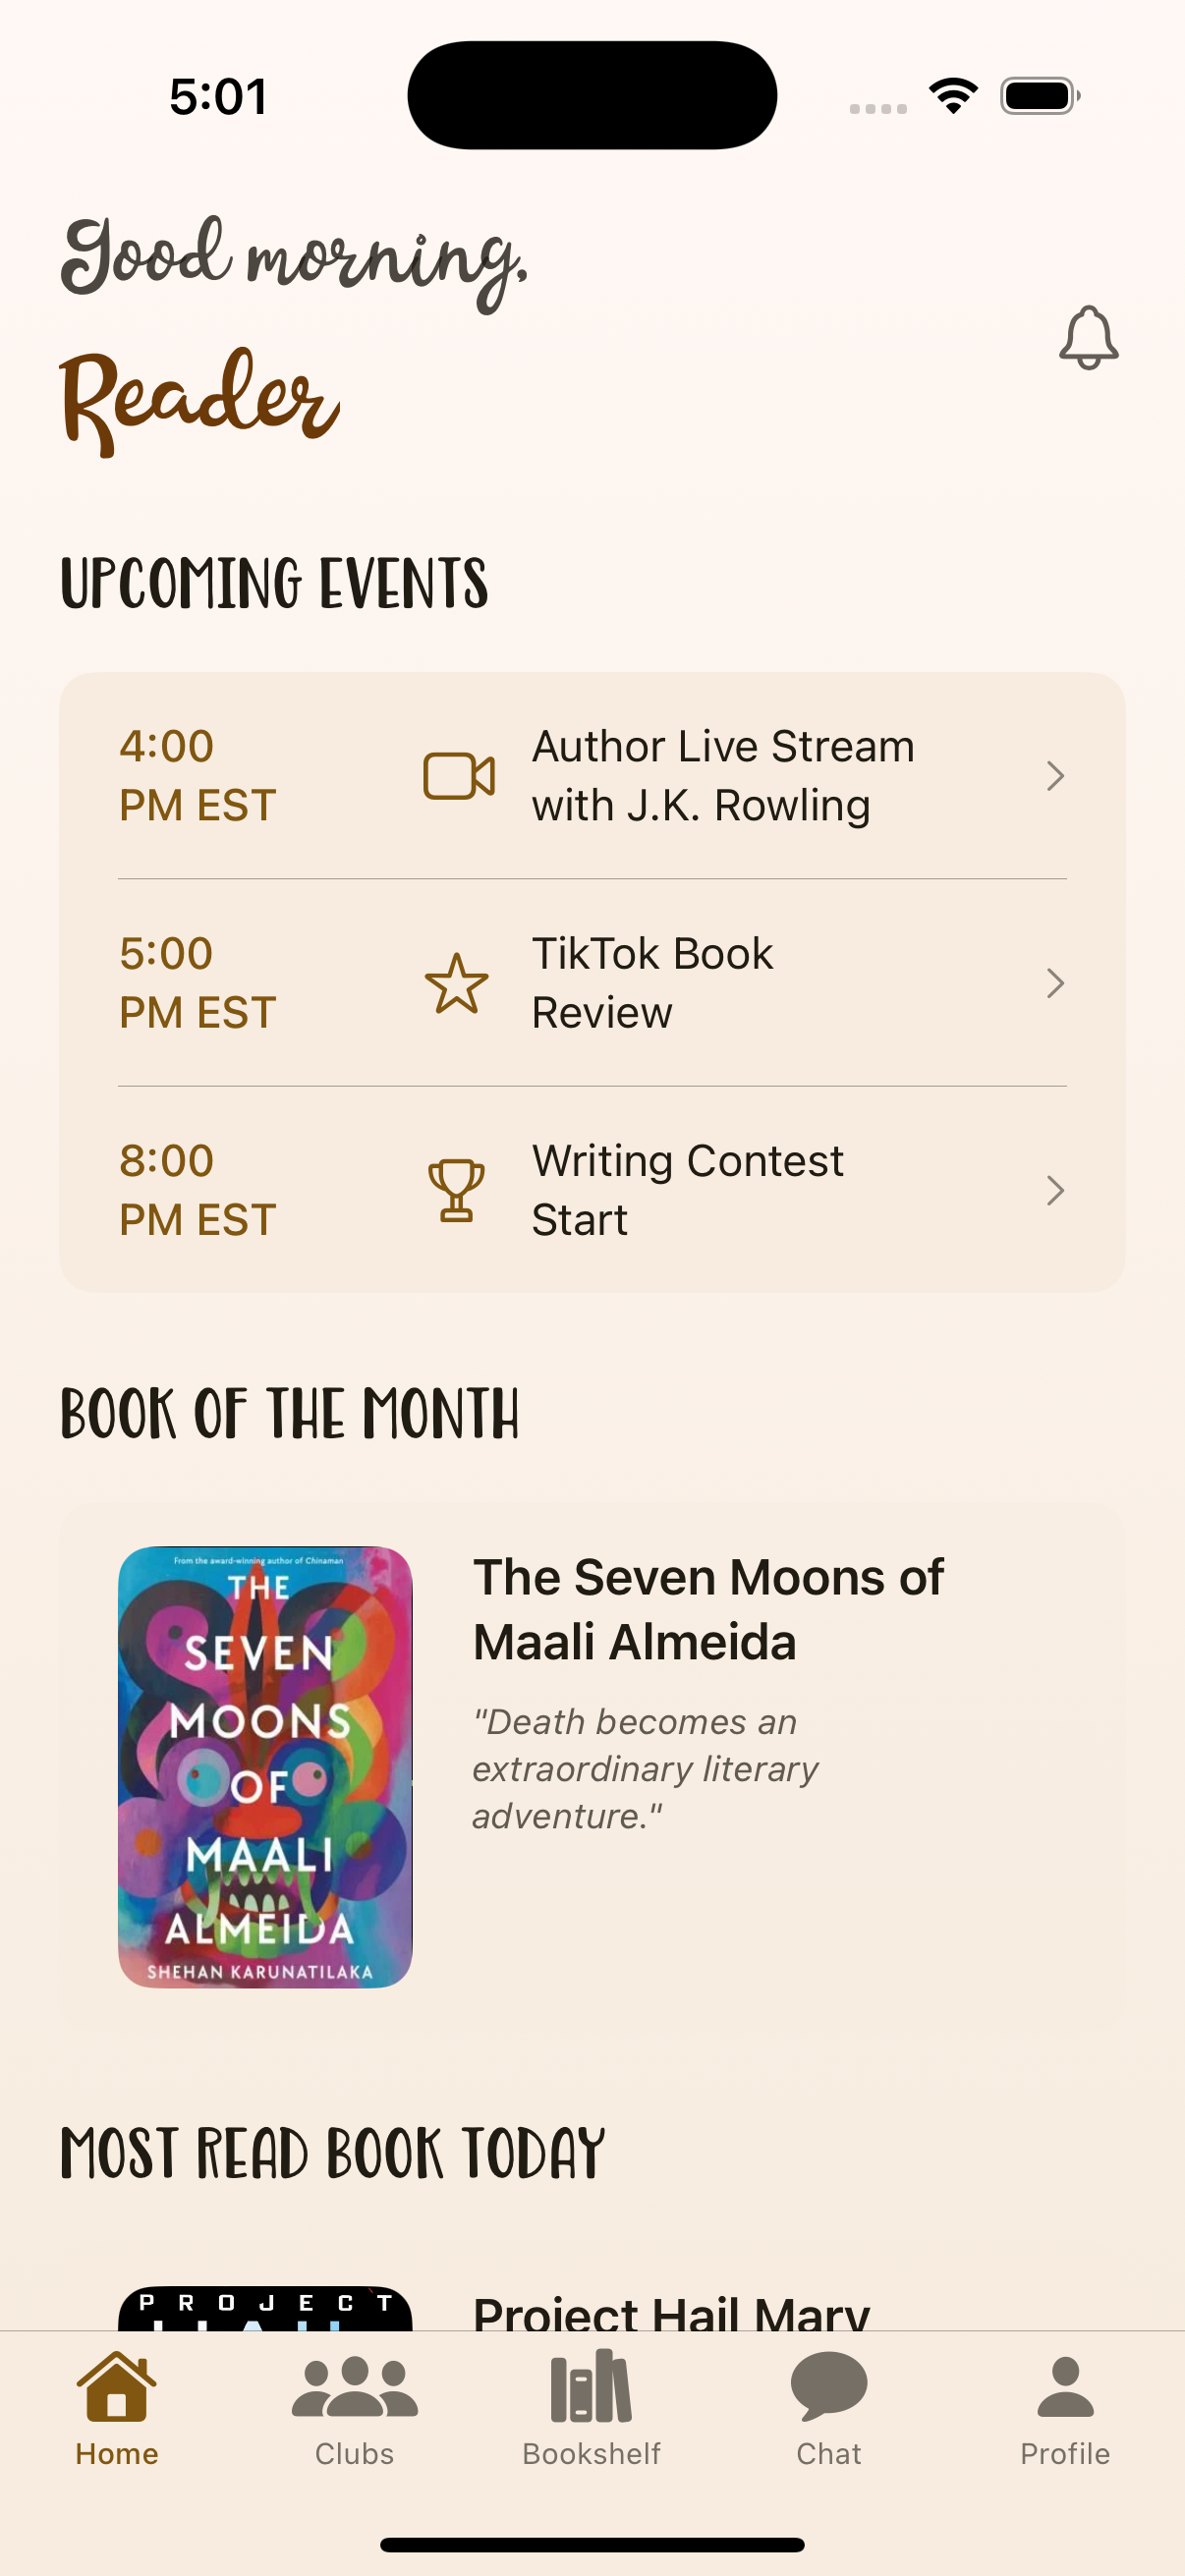 5:01
Good morning,
Reader
UPCOMING EVENTS
4:00
PM EST
Author Live Stream
with J.K. Rowling
5:00
PM EST
TikTok Book
Review
8:00
PM EST
Writing Contest
Start
BOOK OF THE MONTH
From the award-winning author of Chinaman
THE
SEVEN
MOONS
OF
MAALI
ALMEIDA
SHEHAN KARUNATILAKA
The Seven Moons of
Maali Almeida
"Death becomes an
extraordinary literary
adventure."
MOST READ BOOK TODAY
PROJECT
HAIL
Project Hail Mary
Home
Clubs
Bookshelf
Chat
Profile